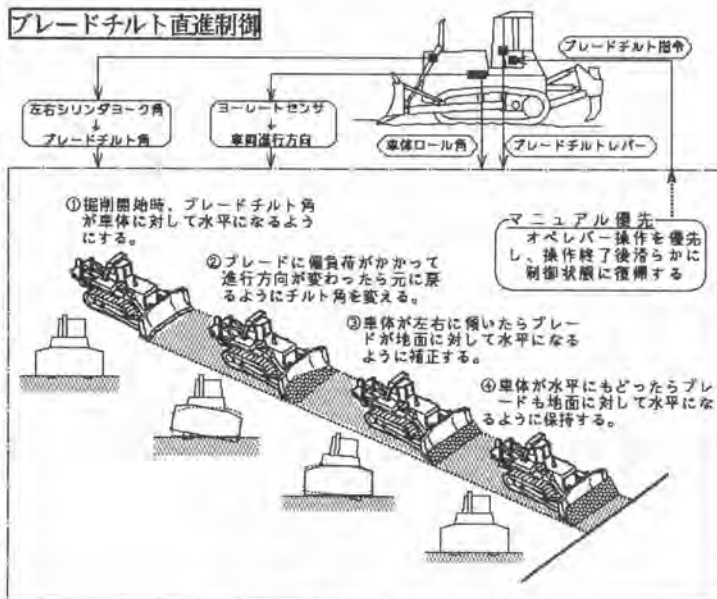 ブレードチルト直進制御
ブレードチルト指令
左右シリンダヨーク角
↓
ブレードチルト角
ヨーレートセンサ
↓
車両進行方向
車体ロール角
ブレードチルトレバー
①掘削開始時、ブレードチルト角
が車体に対して水平になるよう
にする。
マニュアル優先
オペレバー操作を優先
し、操作終了後滑らかに
制御状態に復帰する
②ブレードに偏負荷がかかって
進行方向が変わったら元に戻
るようにチルト角を変える。
③車体が左右に傾いたらブレー
ドが地面に対して水平になる
ように補正する。
④車体が水平にもどったらブレ
ードも地面に対して水平にな
るように保持する。